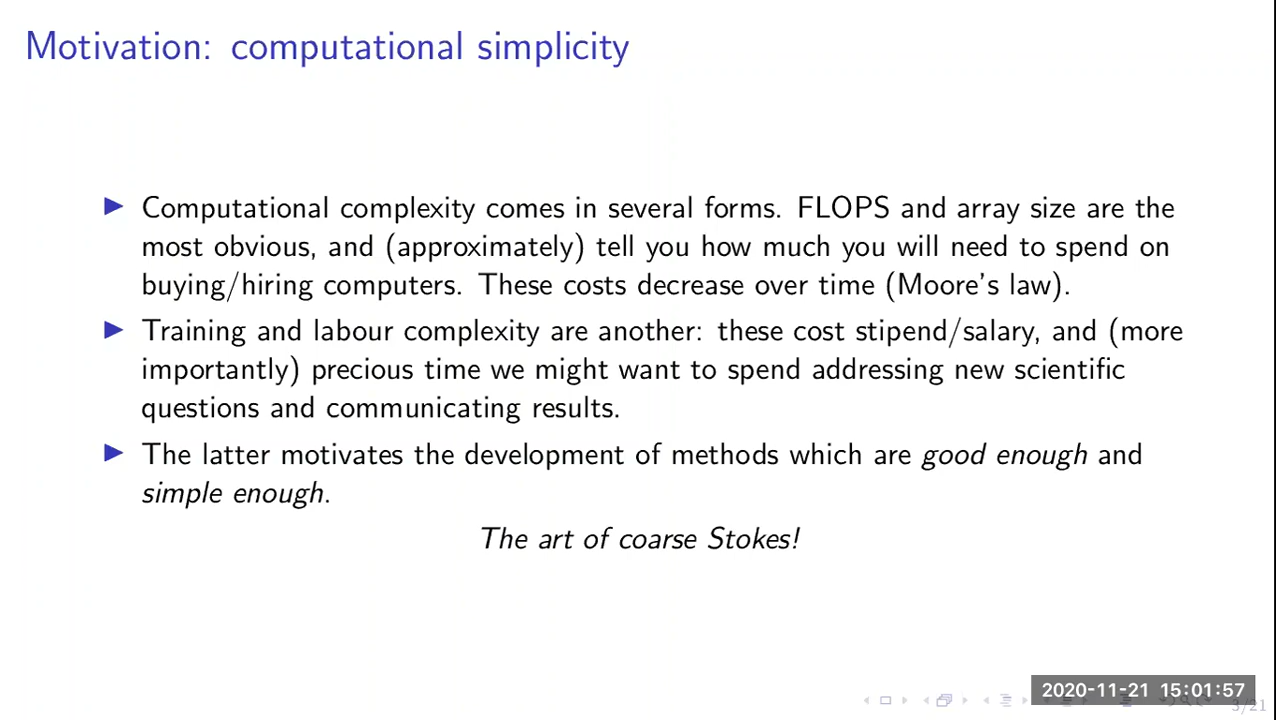 Motivation: computational simplicity
Computational complexity comes in several forms. FLOPS and array size are the
most obvious, and (approximately) tell you how much you will need to spend on
buying/hiring computers. These costs decrease over time (Moore's law).
Training and labour complexity are another: these cost stipend/salary, and (more
importantly) precious time we might want to spend addressing new scientific
questions and communicating results.
The latter motivates the development of methods which are good enough and
simple enough.
The art of coarse Stokes!
2020-11-21 15:01:57
3/21